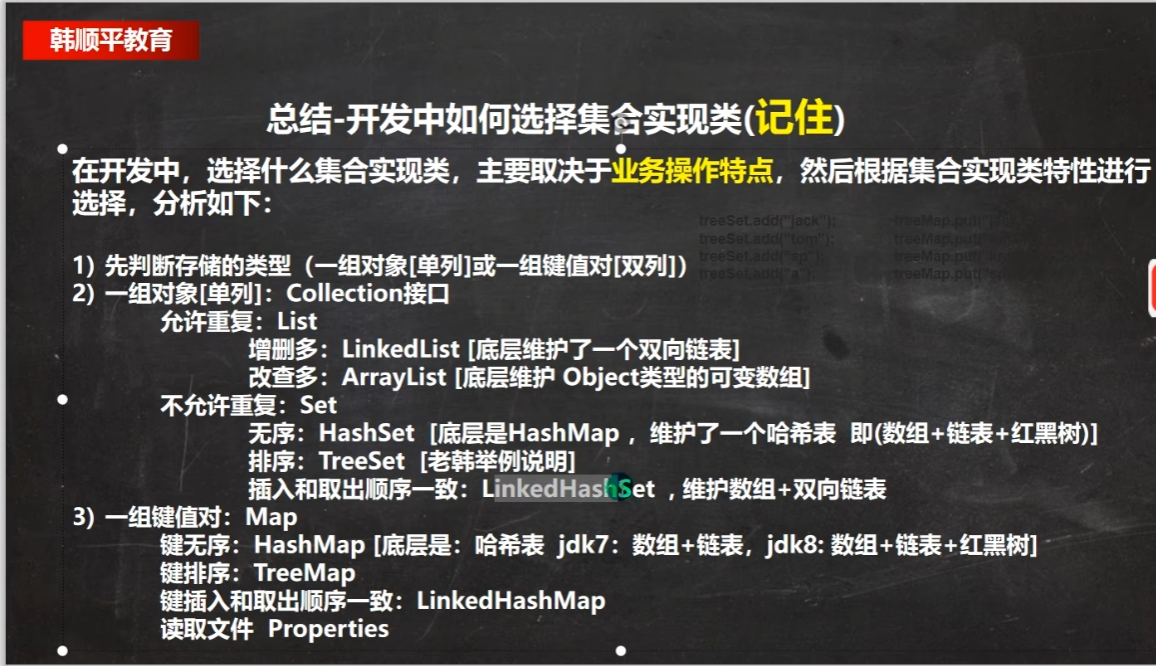 韩顺平教育
总结-开发中如何选择集合实现类(记住)
在开发中，选择什么集合实现类，主要取决于业务操作特点，然后根据集合实现类特性进行
选择，分析如下：
treeSet.add("jack");
treeSet.add("tom");
treeSet.add("sp");
treeSet.add("a");
treeMap.put(
treeMap.put(
treeMap.put(
treeMap.put(
1) 先判断存储的类型（一组对象[单列]或一组键值对[双列]）
2) 一组对象[单列]：Collection接口
允许重复：List
增删多：LinkedList [底层维护了一个双向链表]
改查多：ArrayList [底层维护 Object类型的可变数组]
不允许重复：Set
无序：HashSet [底层是HashMap ，维护了一个哈希表 即(数组+链表+红黑树)]
排序：TreeSet [老韩举例说明]
插入和取出顺序一致：LinkedHashSet ，维护数组+双向链表
3) 一组键值对：Map
键无序：HashMap [底层是：哈希表 jdk7：数组+链表，jdk8: 数组+链表+红黑树]
键排序：TreeMap
键插入和取出顺序一致：LinkedHashMap
读取文件 Properties